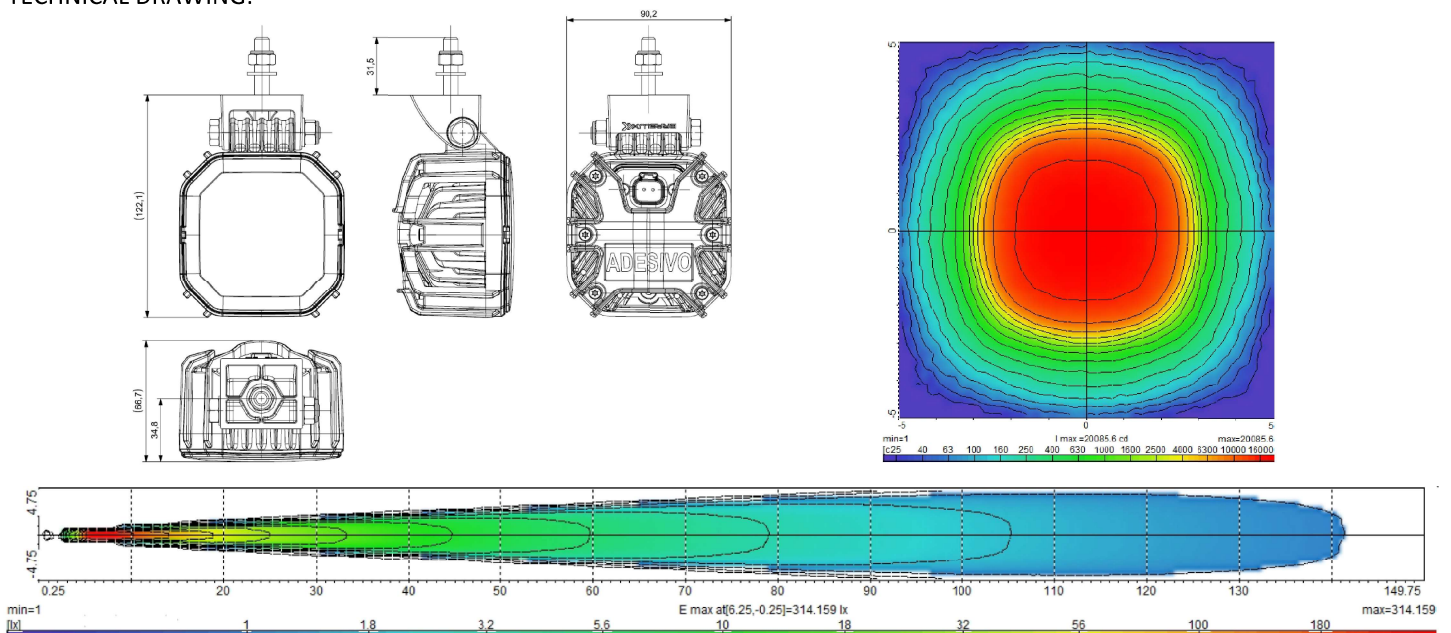 TECHNICAL DRAWING:
90,2
31,5
(122,1)
ADESIVO
(66,7)
34,8
5
0
-5
-5 0 5
min=1 I max =20085.6 cd max=20085.6
[c25 40 63 100 160 250 400 630 1000 1600 2500 4000 6300 10000 16000
4.75
0
-4.75
0.25 20 30 40 50 60 70 80 90 100 110 120 130 149.75
min=1 E max at[6.25,-0.25]=314.159 lx max=314.159
[lx] 1 1.8 3.2 5.6 10 18 32 56 100 180